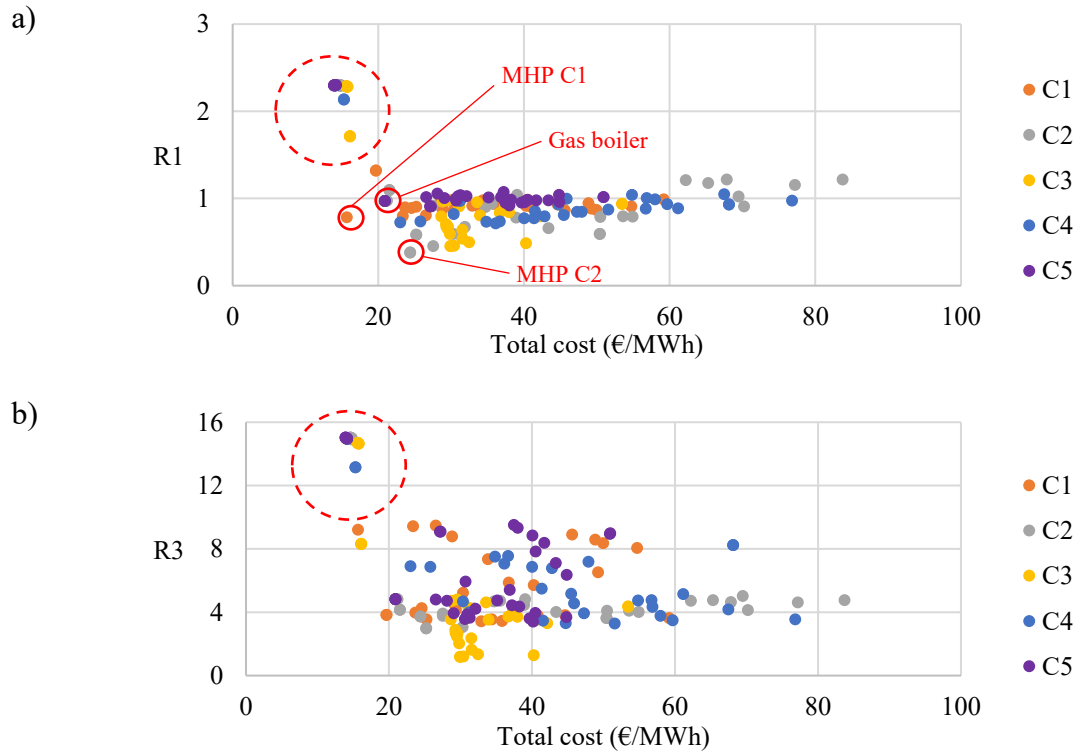 a)
3
2
1
0
R1
MHP C1
Gas boiler
MHP C2
0 20 40 60 80 100
Total cost (€/MWh)
C1
C2
C3
C4
C5
b)
16
12
8
4
0
R3
0 20 40 60 80 100
Total cost (€/MWh)
C1
C2
C3
C4
C5